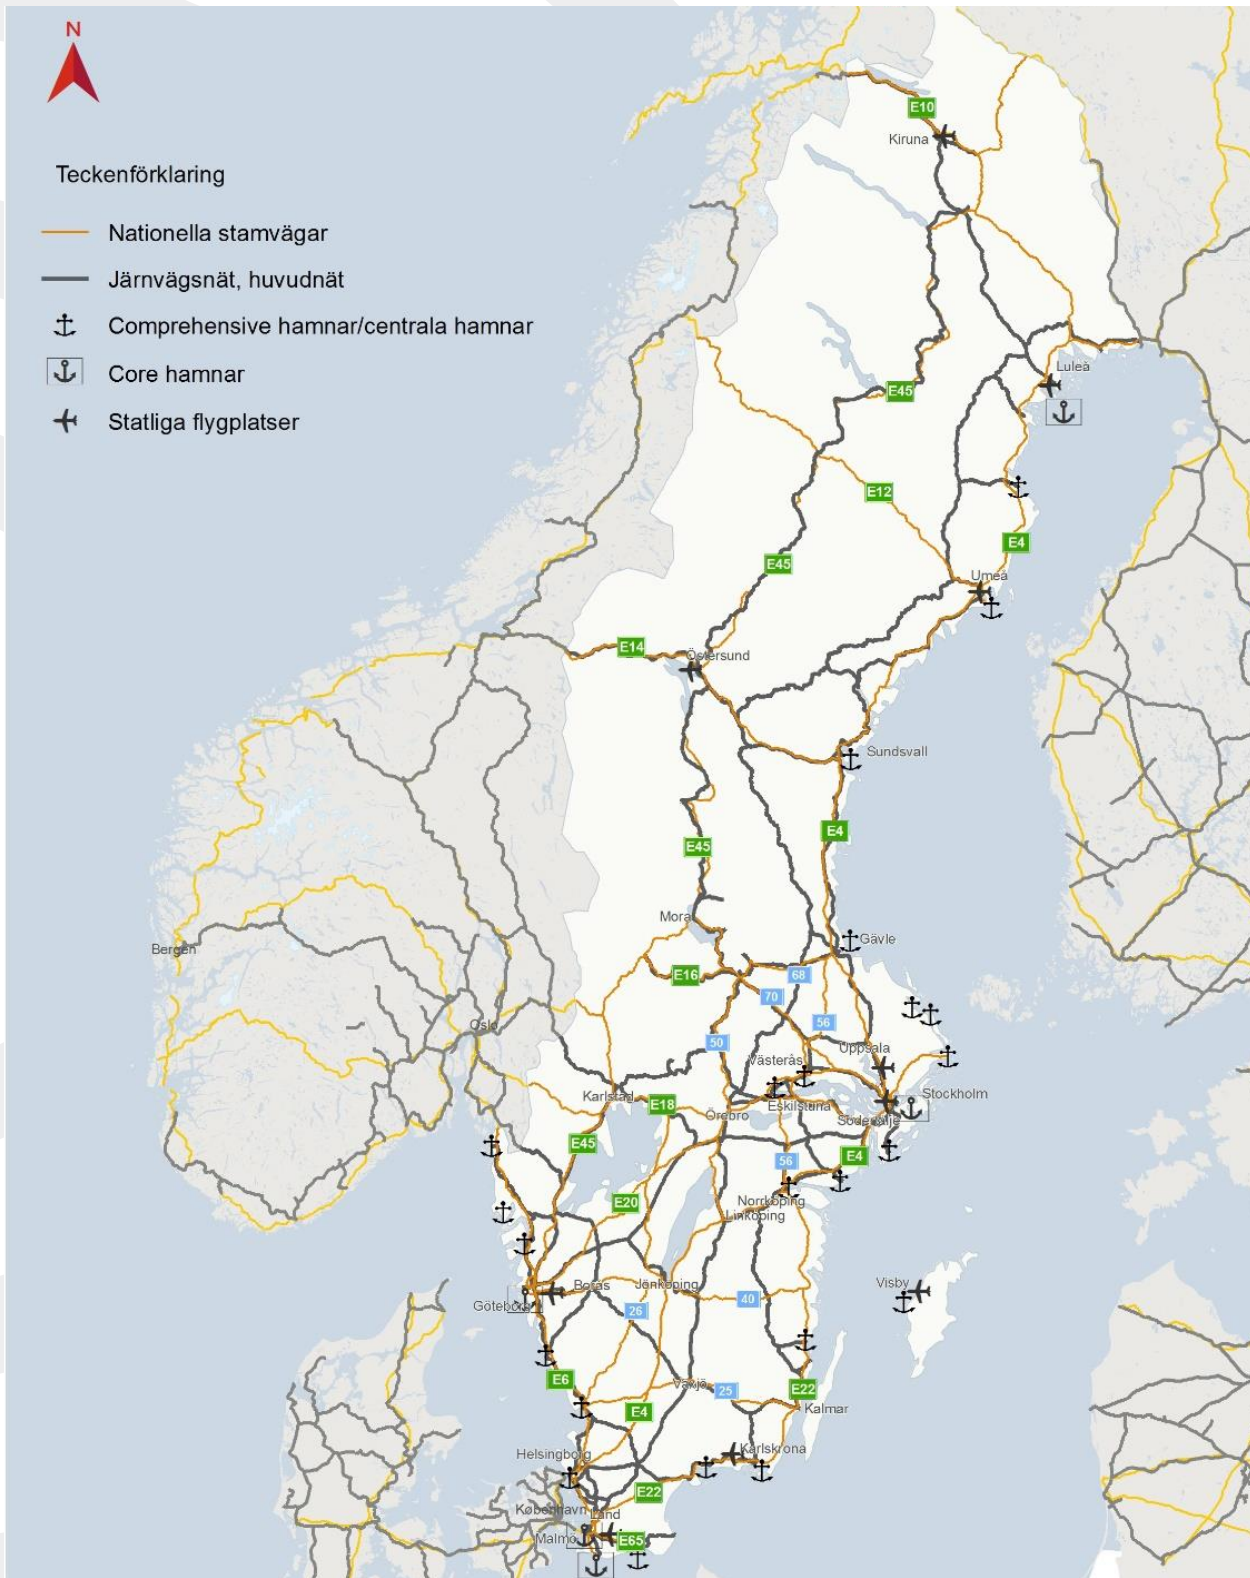 N
E10
Kiruna
Teckenförklaring
Nationella stamvägar
Järnvägsnät, huvudnät
Comprehensive hamnar/centrala hamnar
Core hamnar
Statliga flygplatser
Luleå
E45
E12
E4
E45
Umeå
E14
Östersund
Sundsvall
E4
E45
Mora
Gävle
Bergen
E16
68
70
56
Oslo
50
Uppsala
Västerås
Karlstad
E18
Stockholm
Eskilstuna
Örebro
Södertälje
E45
E4
56
E20
Norrköping
Linköping
Visby
Borås
Jönköping
Göteborg
40
26
E6
Växjö
25
E22
E4
Kalmar
Helsingborg
Karlskrona
E22
København
Lund
Malmö
E65